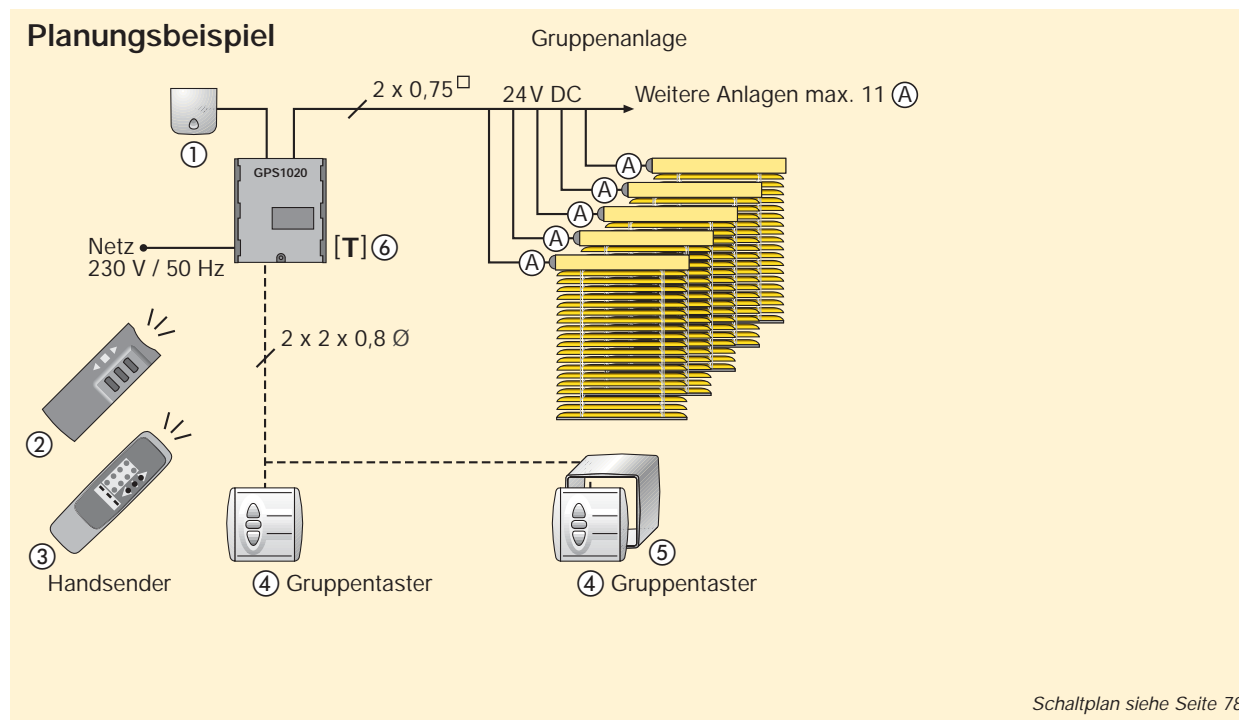 Planungsbeispiel
Gruppenanlage
2 x 0,75□
24V DC
Weitere Anlagen max. 11 Ⓐ
①
GPS1020
Ⓐ
Ⓐ
Ⓐ
Ⓐ
Ⓐ
[T] ⑥
Netz
230 V / 50 Hz
2 x 2 x 0,8 Ø
②
③
Handsender
④ Gruppentaster
⑤
④ Gruppentaster
Schaltplan siehe Seite 78